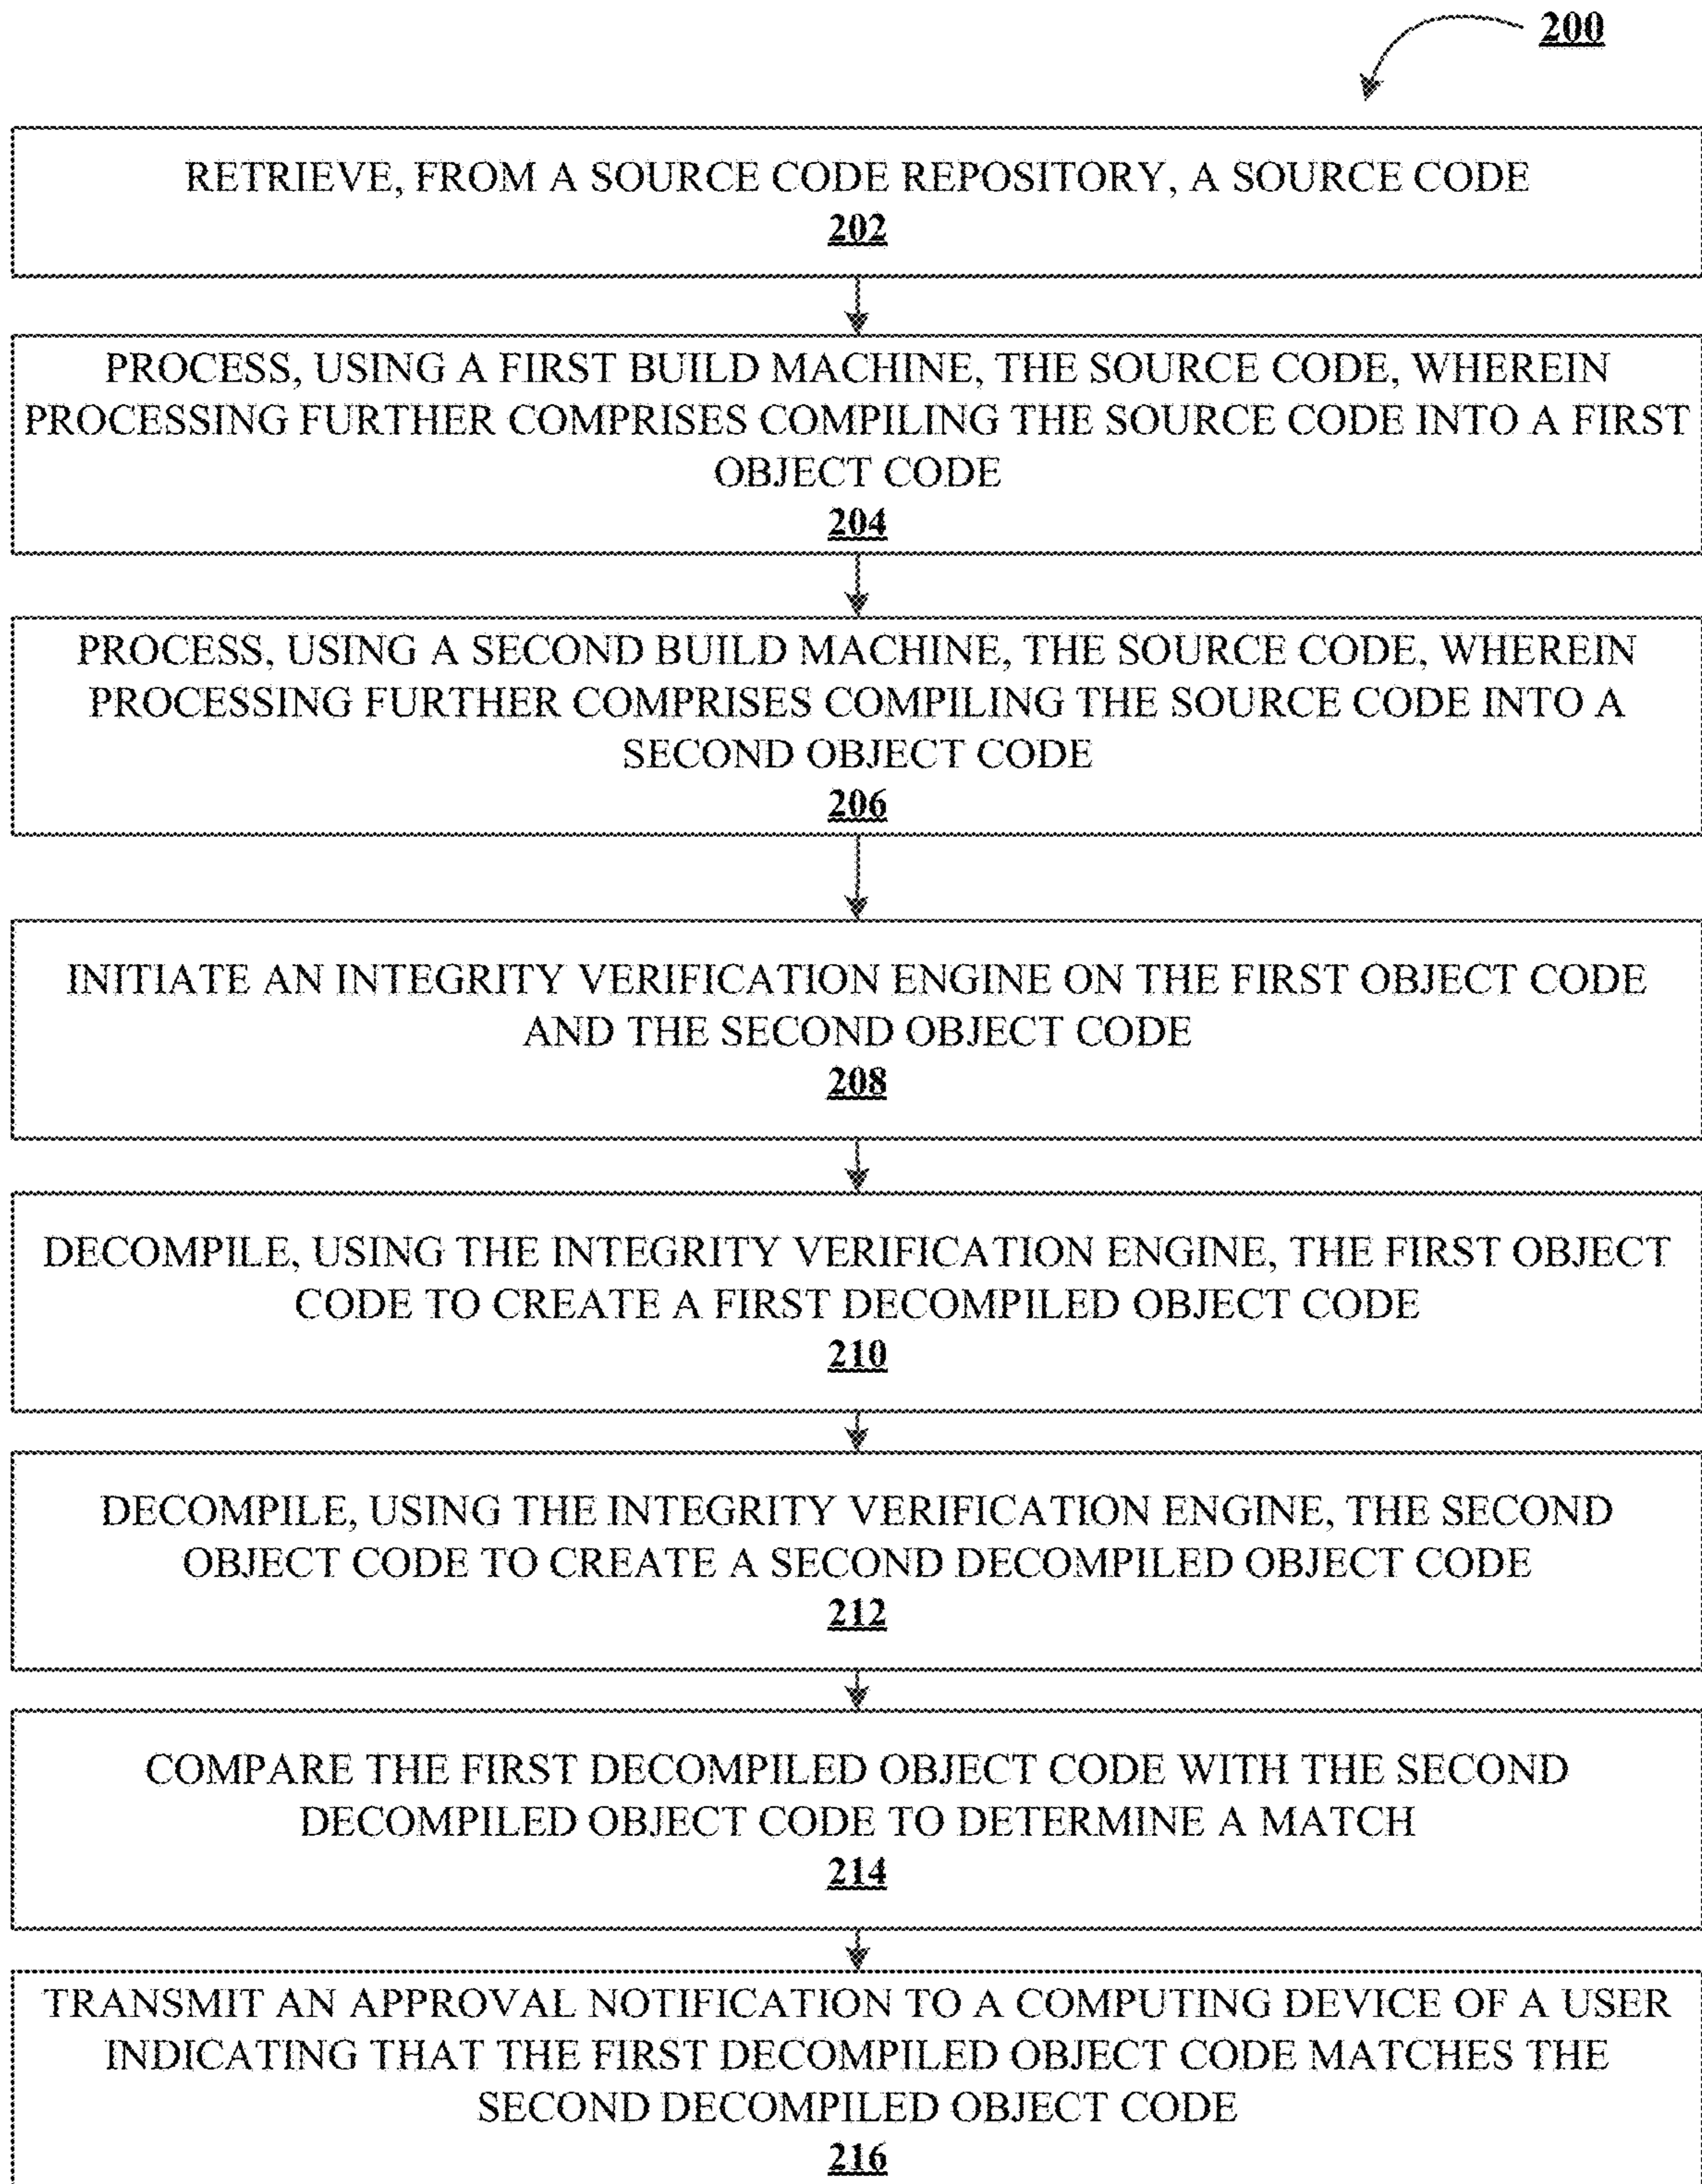 200
RETRIEVE, FROM A SOURCE CODE REPOSITORY, A SOURCE CODE
202
PROCESS, USING A FIRST BUILD MACHINE, THE SOURCE CODE, WHEREIN
PROCESSING FURTHER COMPRISES COMPILING THE SOURCE CODE INTO A FIRST
OBJECT CODE
204
PROCESS, USING A SECOND BUILD MACHINE, THE SOURCE CODE, WHEREIN
PROCESSING FURTHER COMPRISES COMPILING THE SOURCE CODE INTO A
SECOND OBJECT CODE
206
INITIATE AN INTEGRITY VERIFICATION ENGINE ON THE FIRST OBJECT CODE
AND THE SECOND OBJECT CODE
208
DECOMPILE, USING THE INTEGRITY VERIFICATION ENGINE, THE FIRST OBJECT
CODE TO CREATE A FIRST DECOMPILED OBJECT CODE
210
DECOMPILE, USING THE INTEGRITY VERIFICATION ENGINE, THE SECOND
OBJECT CODE TO CREATE A SECOND DECOMPILED OBJECT CODE
212
COMPARE THE FIRST DECOMPILED OBJECT CODE WITH THE SECOND
DECOMPILED OBJECT CODE TO DETERMINE A MATCH
214
TRANSMIT AN APPROVAL NOTIFICATION TO A COMPUTING DEVICE OF A USER
INDICATING THAT THE FIRST DECOMPILED OBJECT CODE MATCHES THE
SECOND DECOMPILED OBJECT CODE
216